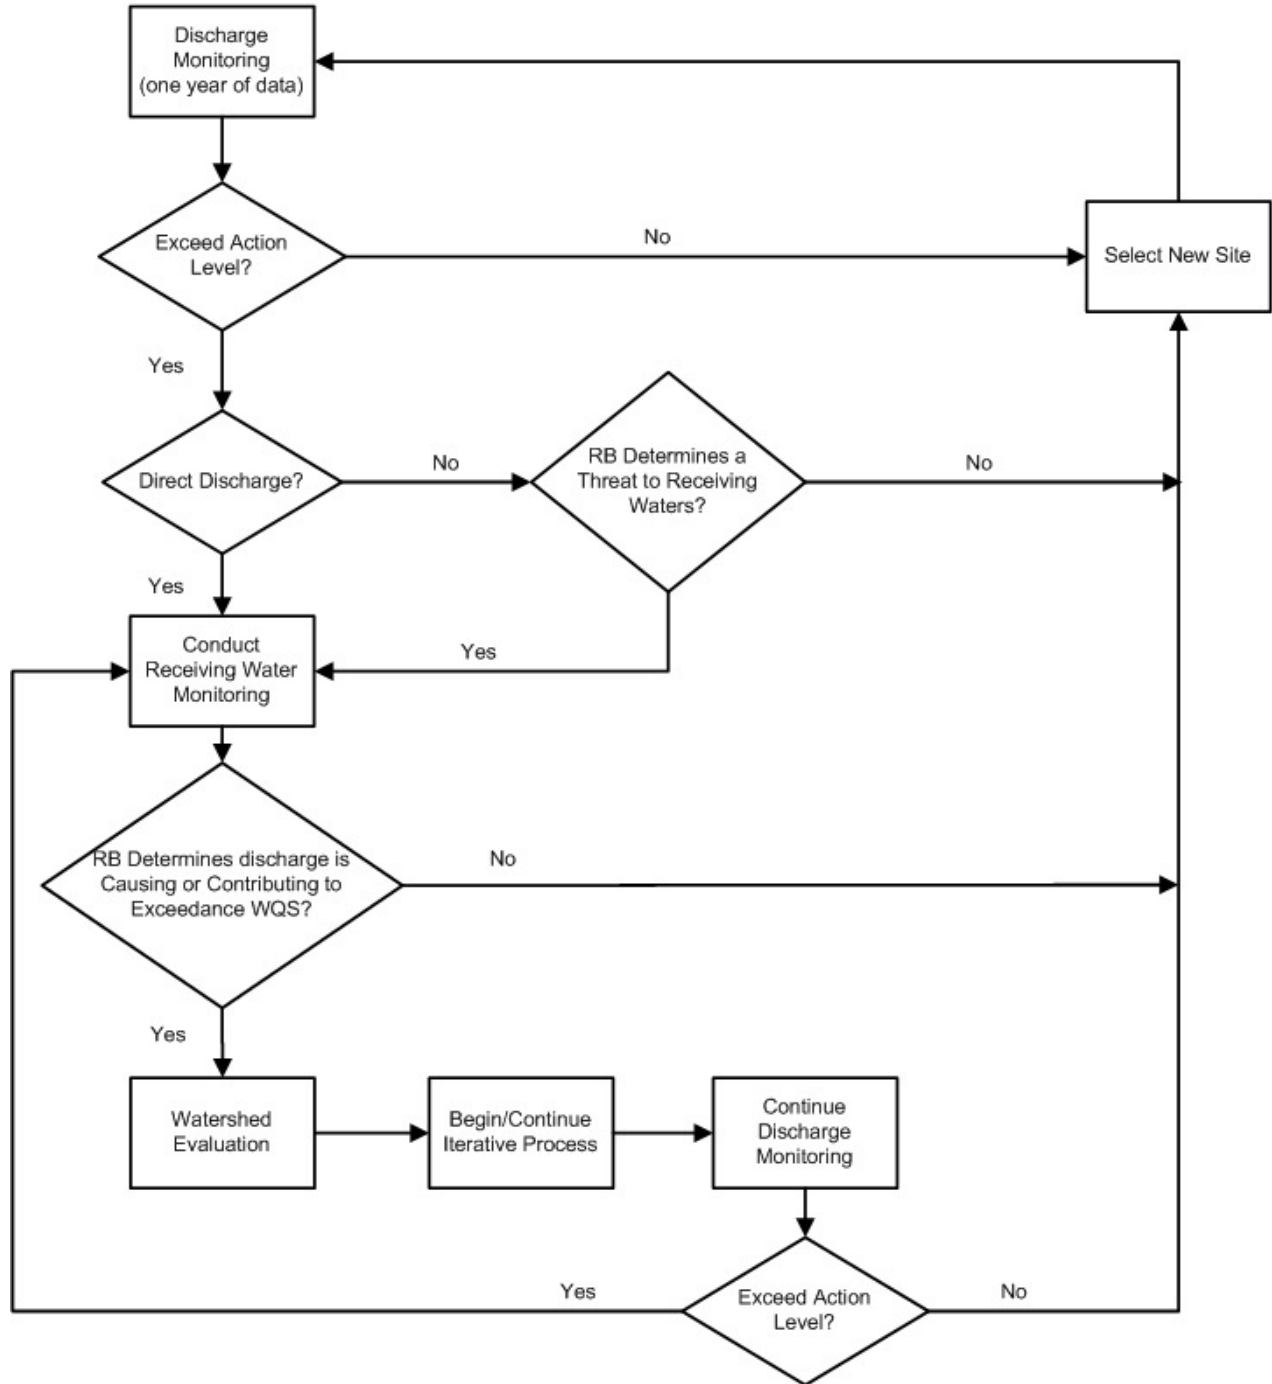 Discharge
Monitoring
(one year of data)
Exceed Action
Level?
No
Select New Site
Yes
Direct Discharge?
No
RB Determines a
Threat to Receiving
Waters?
No
Yes
Conduct
Receiving Water
Monitoring
Yes
RB Determines discharge is
Causing or Contributing to
Exceedance WQS?
No
Yes
Watershed
Evaluation
Begin/Continue
Iterative Process
Continue
Discharge
Monitoring
Yes
Exceed Action
Level?
No